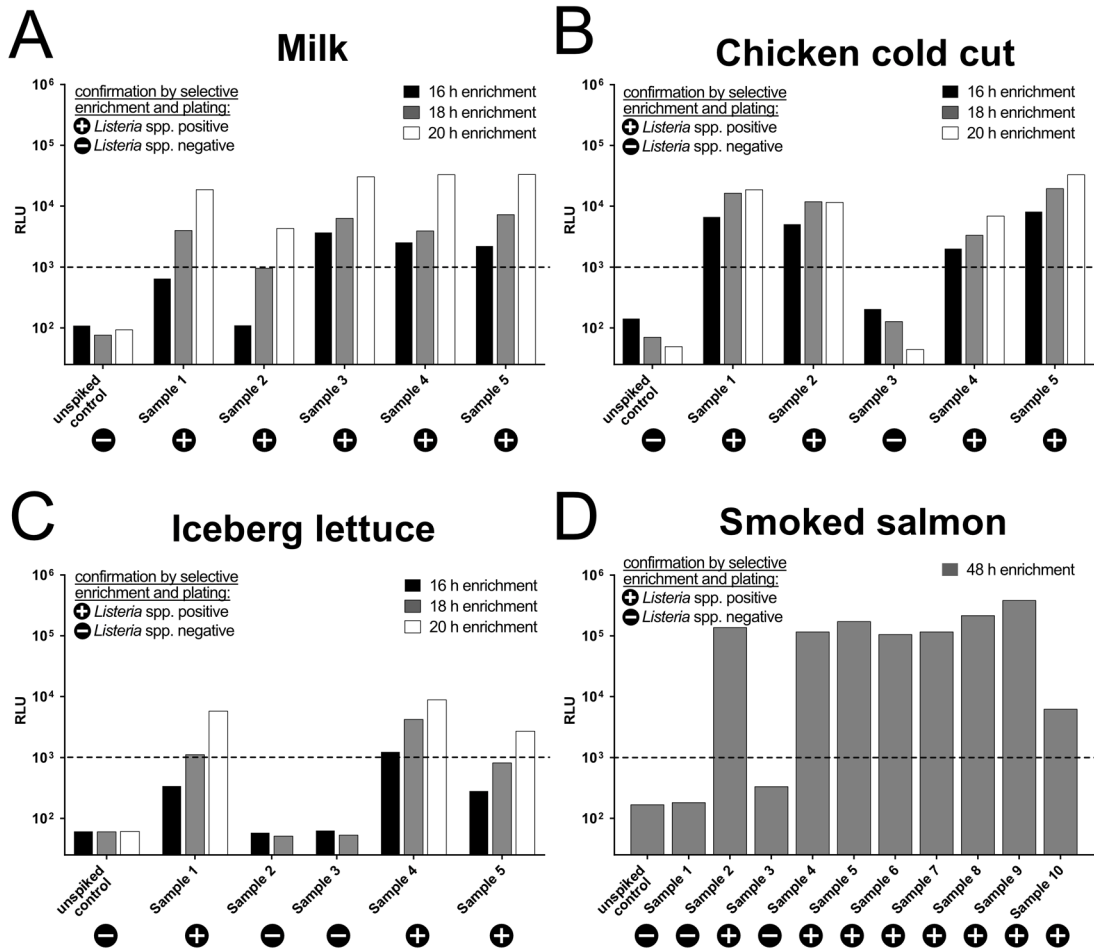 A
Milk
confirmation by selective
enrichment and plating:
+ Listeria spp. positive
− Listeria spp. negative
16 h enrichment
18 h enrichment
20 h enrichment
RLU
10⁶
10⁵
10⁴
10³
10²
unspiked
control
Sample 1
Sample 2
Sample 3
Sample 4
Sample 5
− + + + + +
B
Chicken cold cut
confirmation by selective
enrichment and plating:
+ Listeria spp. positive
− Listeria spp. negative
16 h enrichment
18 h enrichment
20 h enrichment
RLU
10⁶
10⁵
10⁴
10³
10²
unspiked
control
Sample 1
Sample 2
Sample 3
Sample 4
Sample 5
− + + − + +
C
Iceberg lettuce
confirmation by selective
enrichment and plating:
+ Listeria spp. positive
− Listeria spp. negative
16 h enrichment
18 h enrichment
20 h enrichment
RLU
10⁶
10⁵
10⁴
10³
10²
unspiked
control
Sample 1
Sample 2
Sample 3
Sample 4
Sample 5
− + − − + +
D
Smoked salmon
confirmation by selective
enrichment and plating:
+ Listeria spp. positive
− Listeria spp. negative
48 h enrichment
RLU
10⁶
10⁵
10⁴
10³
10²
unspiked
control
Sample 1
Sample 2
Sample 3
Sample 4
Sample 5
Sample 6
Sample 7
Sample 8
Sample 9
Sample 10
− − + − + + + + + + +